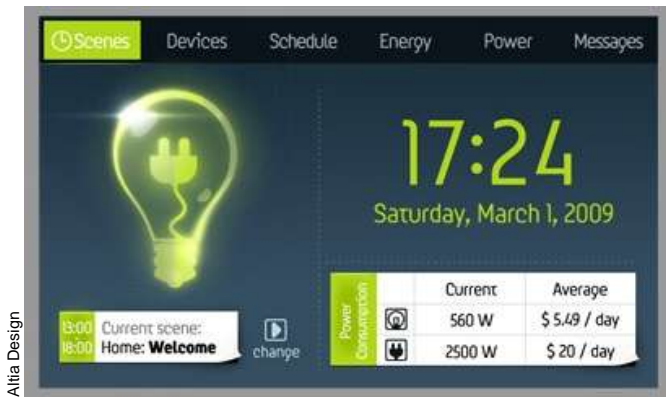 Scenes Devices Schedule Energy Power Messages
17:24
Saturday, March 1, 2009
13:00 Current scene:
18:00 Home: Welcome
change
Power Consumption
Current Average
560 W $5.49 / day
2500 W $20 / day
Altia Design